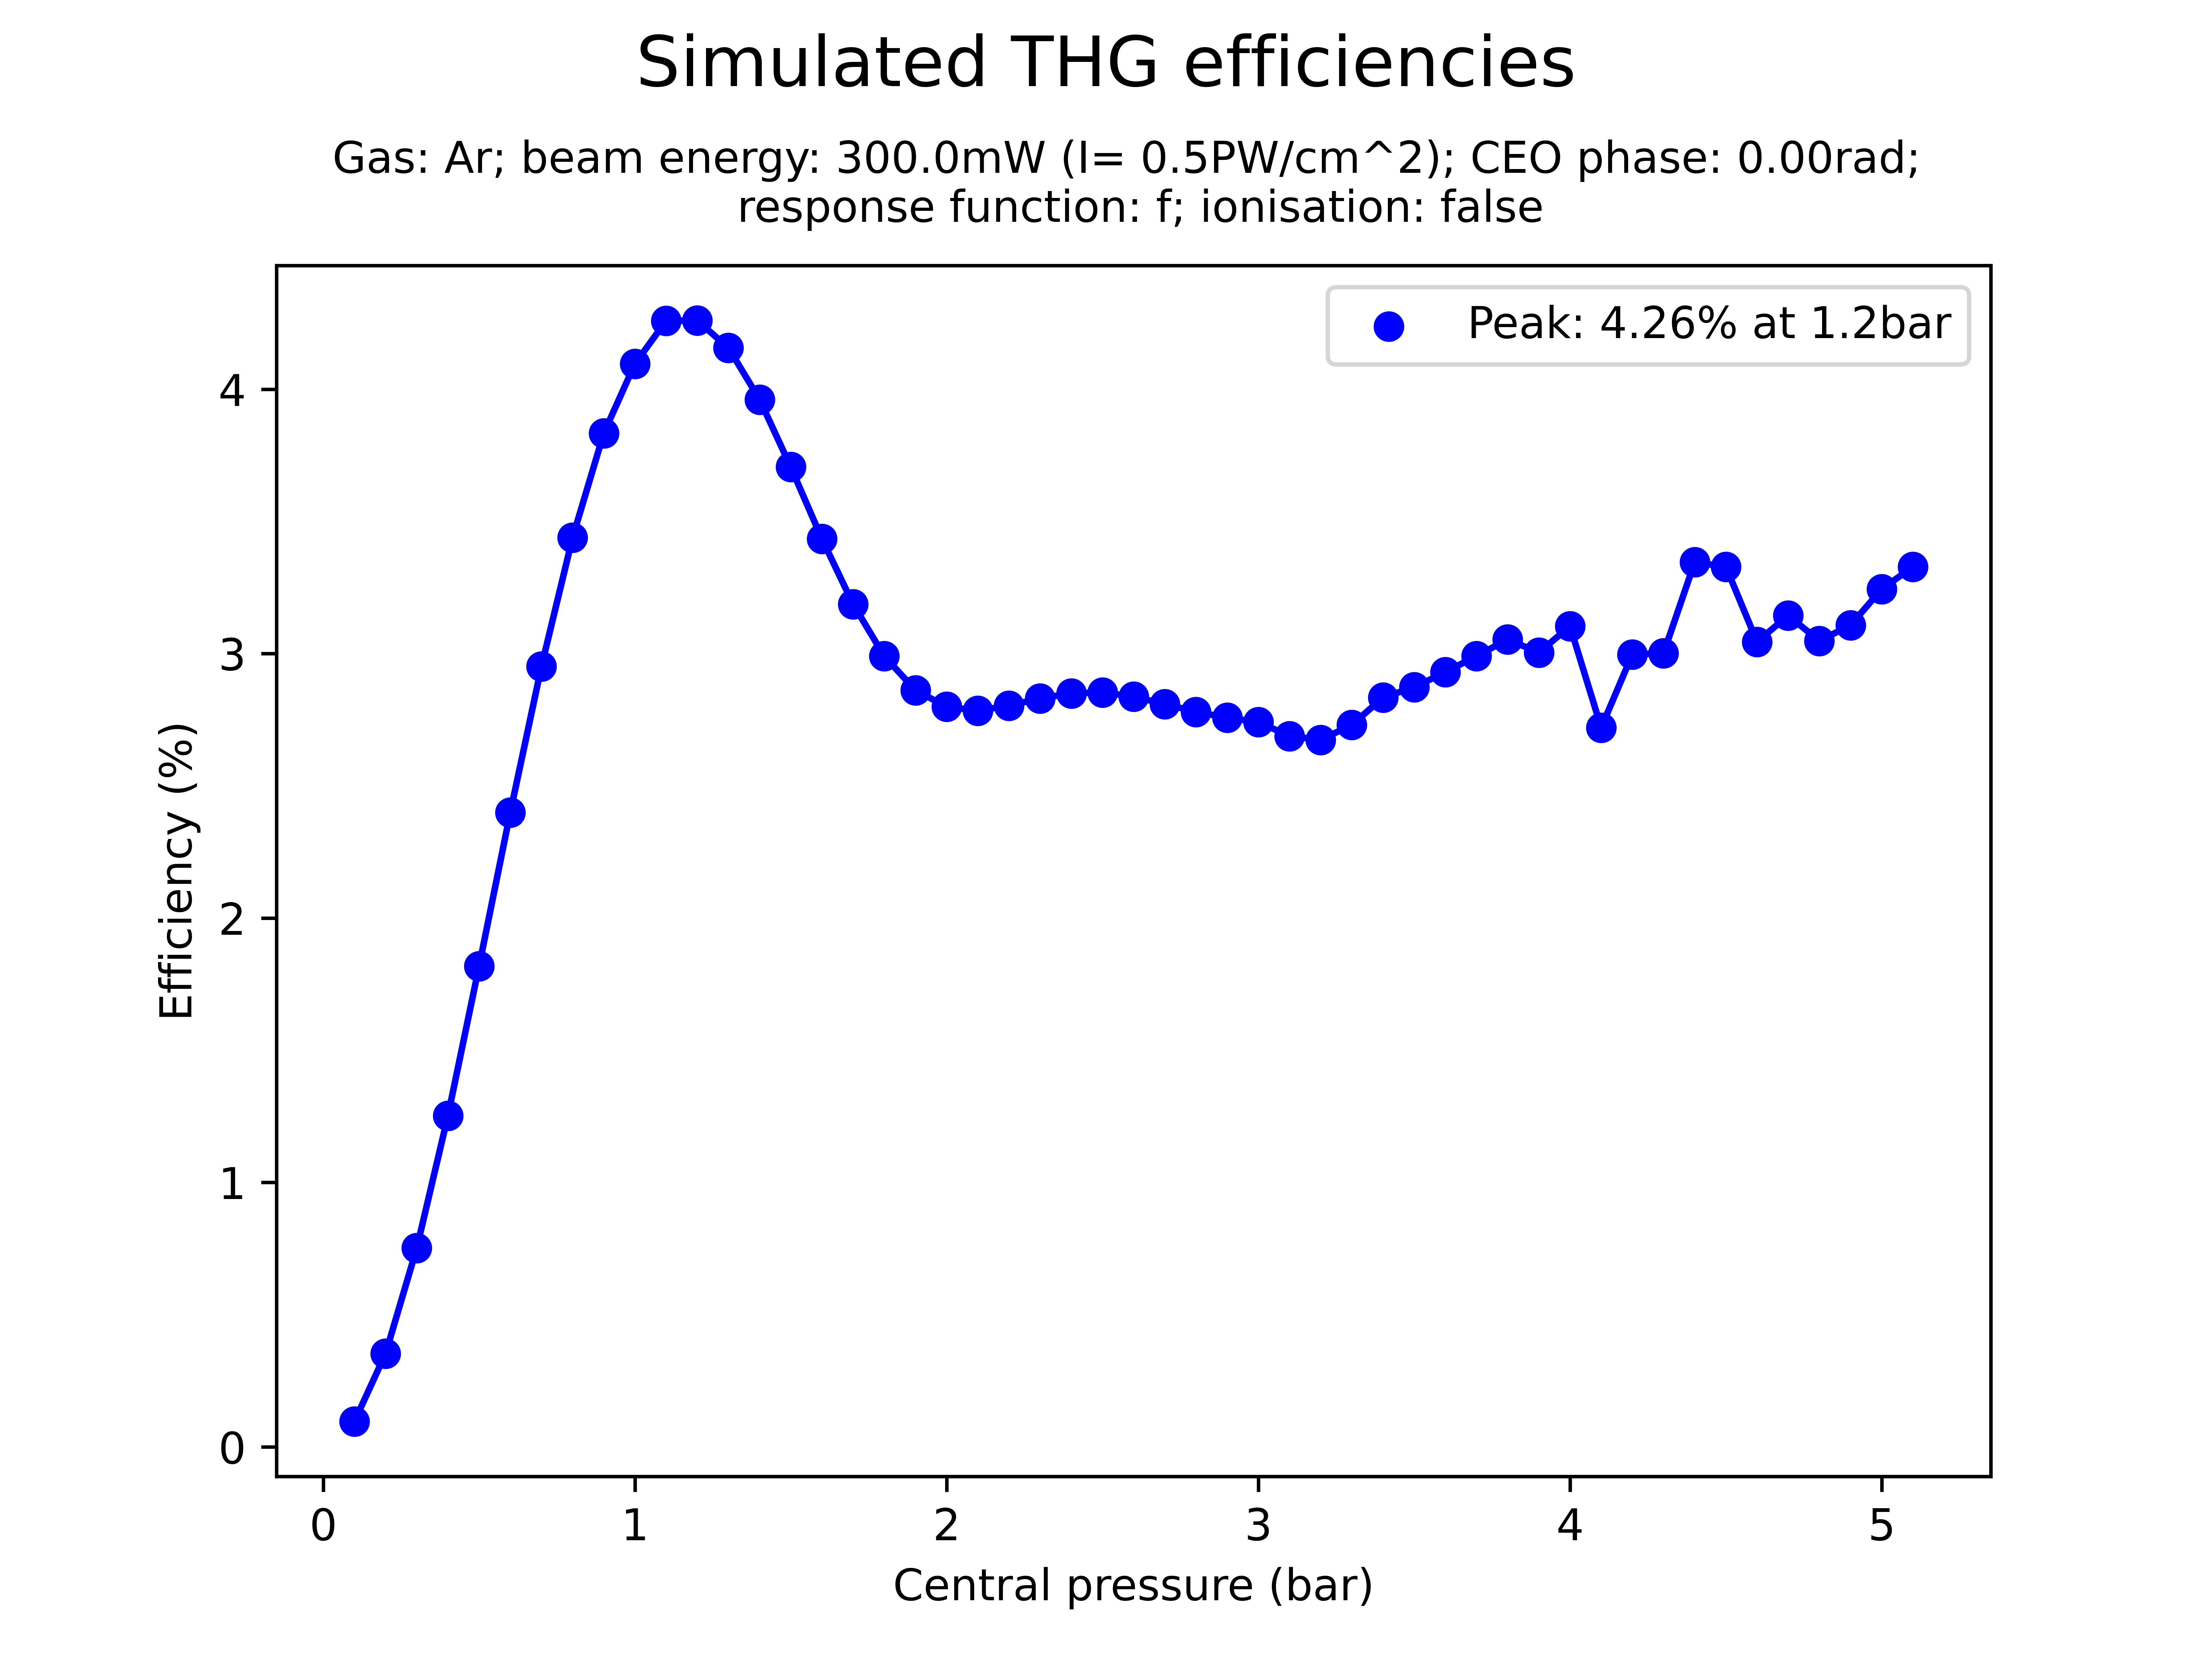 Simulated THG efficiencies
Gas: Ar; beam energy: 300.0mW (I= 0.5PW/cm^2); CEO phase: 0.00rad;
response function: f; ionisation: false
Peak: 4.26% at 1.2bar
4
3
2
1
0
Efficiency (%)
0 1 2 3 4 5
Central pressure (bar)